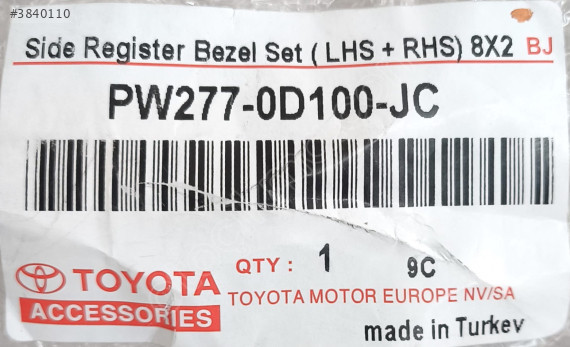 #3840110
Side Register Bezel Set ( LHS + RHS) 8X2 BJ
PW277-0D100-JC
QTY : 1 9C
TOYOTA
ACCESSORIES
TOYOTA MOTOR EUROPE NV/SA
made in Turkey